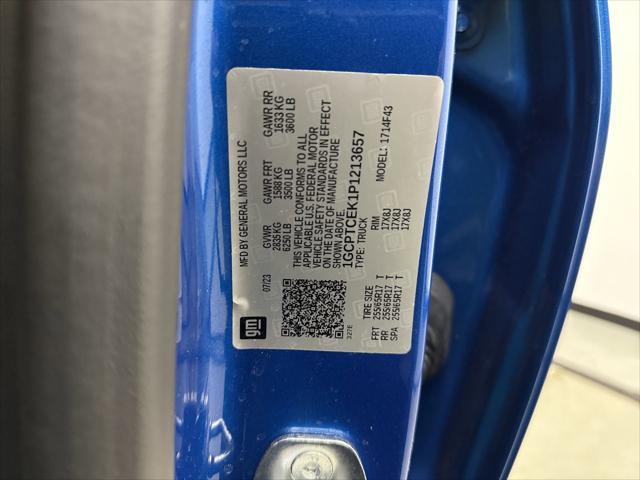 MFD BY GENERAL MOTORS LLC
07/23 GVWR GAWR FRT GAWR RR
2835 KG 1588 KG 1633 KG
6250 LB 3500 LB 3600 LB
THIS VEHICLE CONFORMS TO ALL
APPLICABLE U.S. FEDERAL MOTOR
VEHICLE SAFETY STANDARDS IN EFFECT
ON THE DATE OF MANUFACTURE
SHOWN ABOVE.
1GCPTCEK1P1213657
TYPE: TRUCK MODEL: 1714F43
gm
327E
TIRE SIZE RIM
FRT 255/65R17 T 17X8J
RR 255/65R17 T 17X8J
SPA 255/65R17 T 17X8J